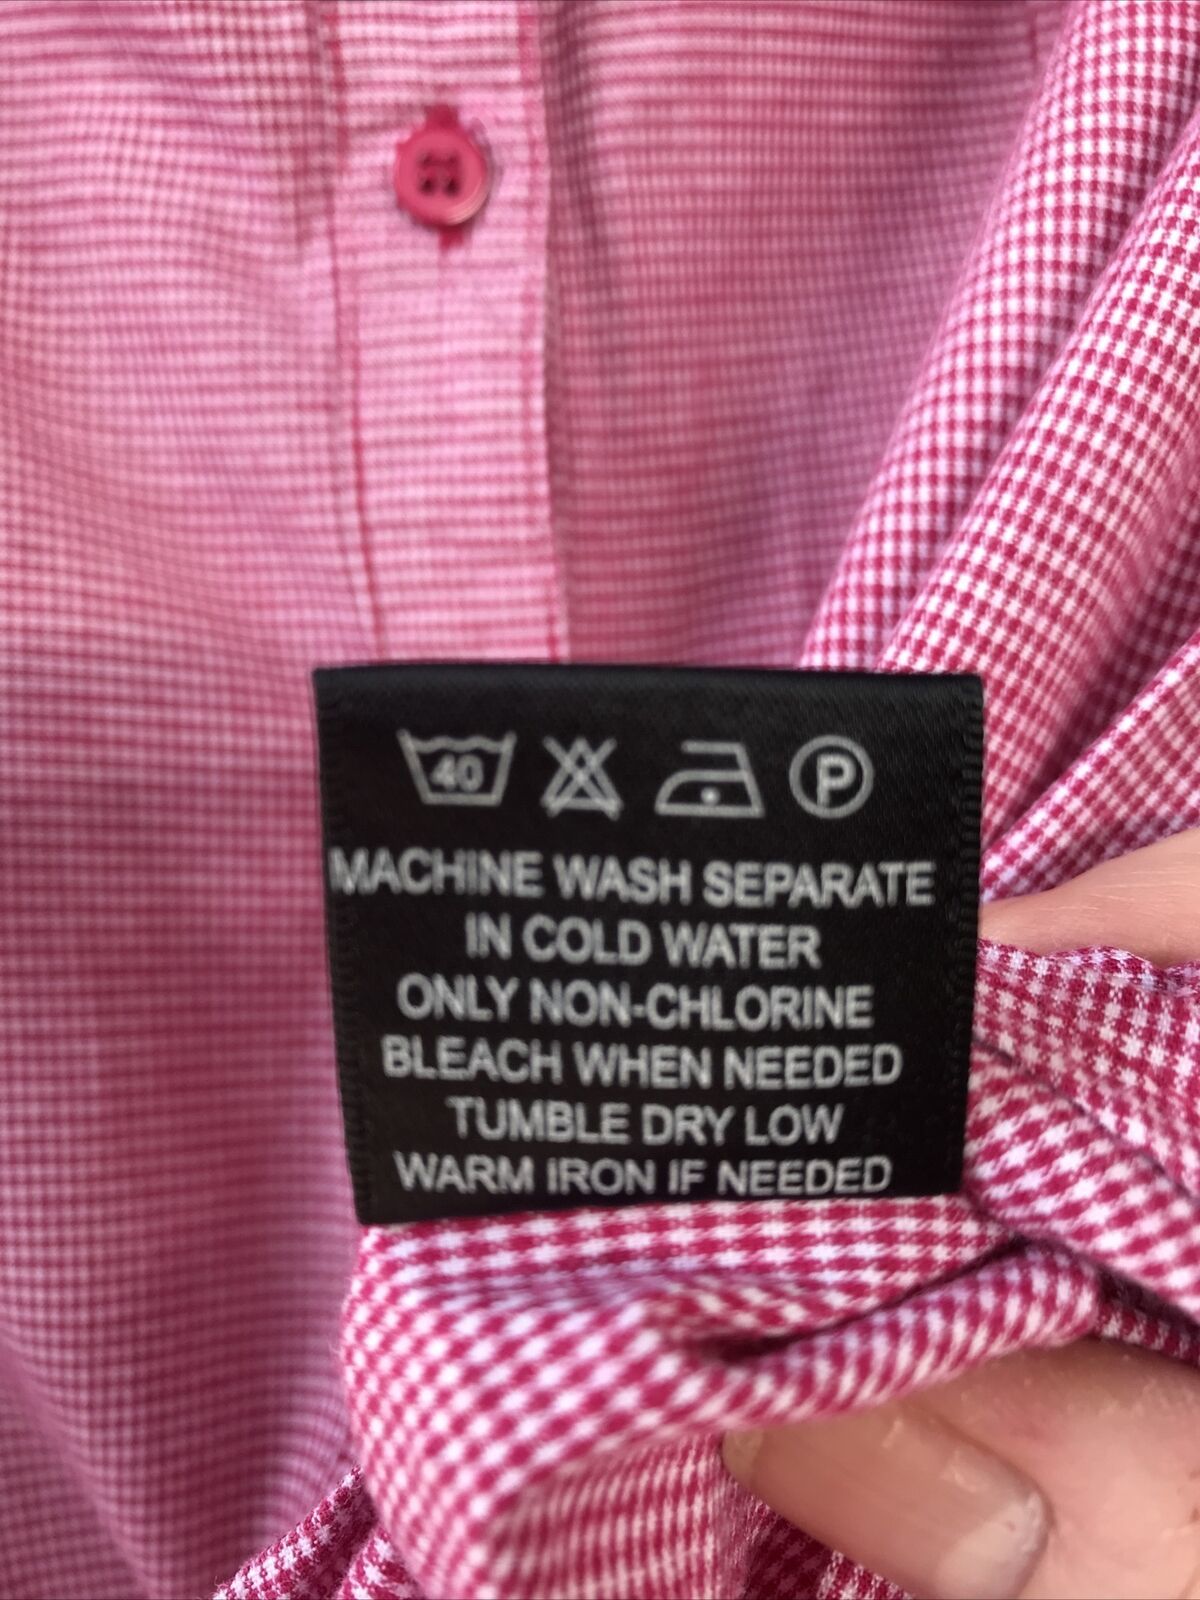 40 P
MACHINE WASH SEPARATE
IN COLD WATER
ONLY NON-CHLORINE
BLEACH WHEN NEEDED
TUMBLE DRY LOW
WARM IRON IF NEEDED